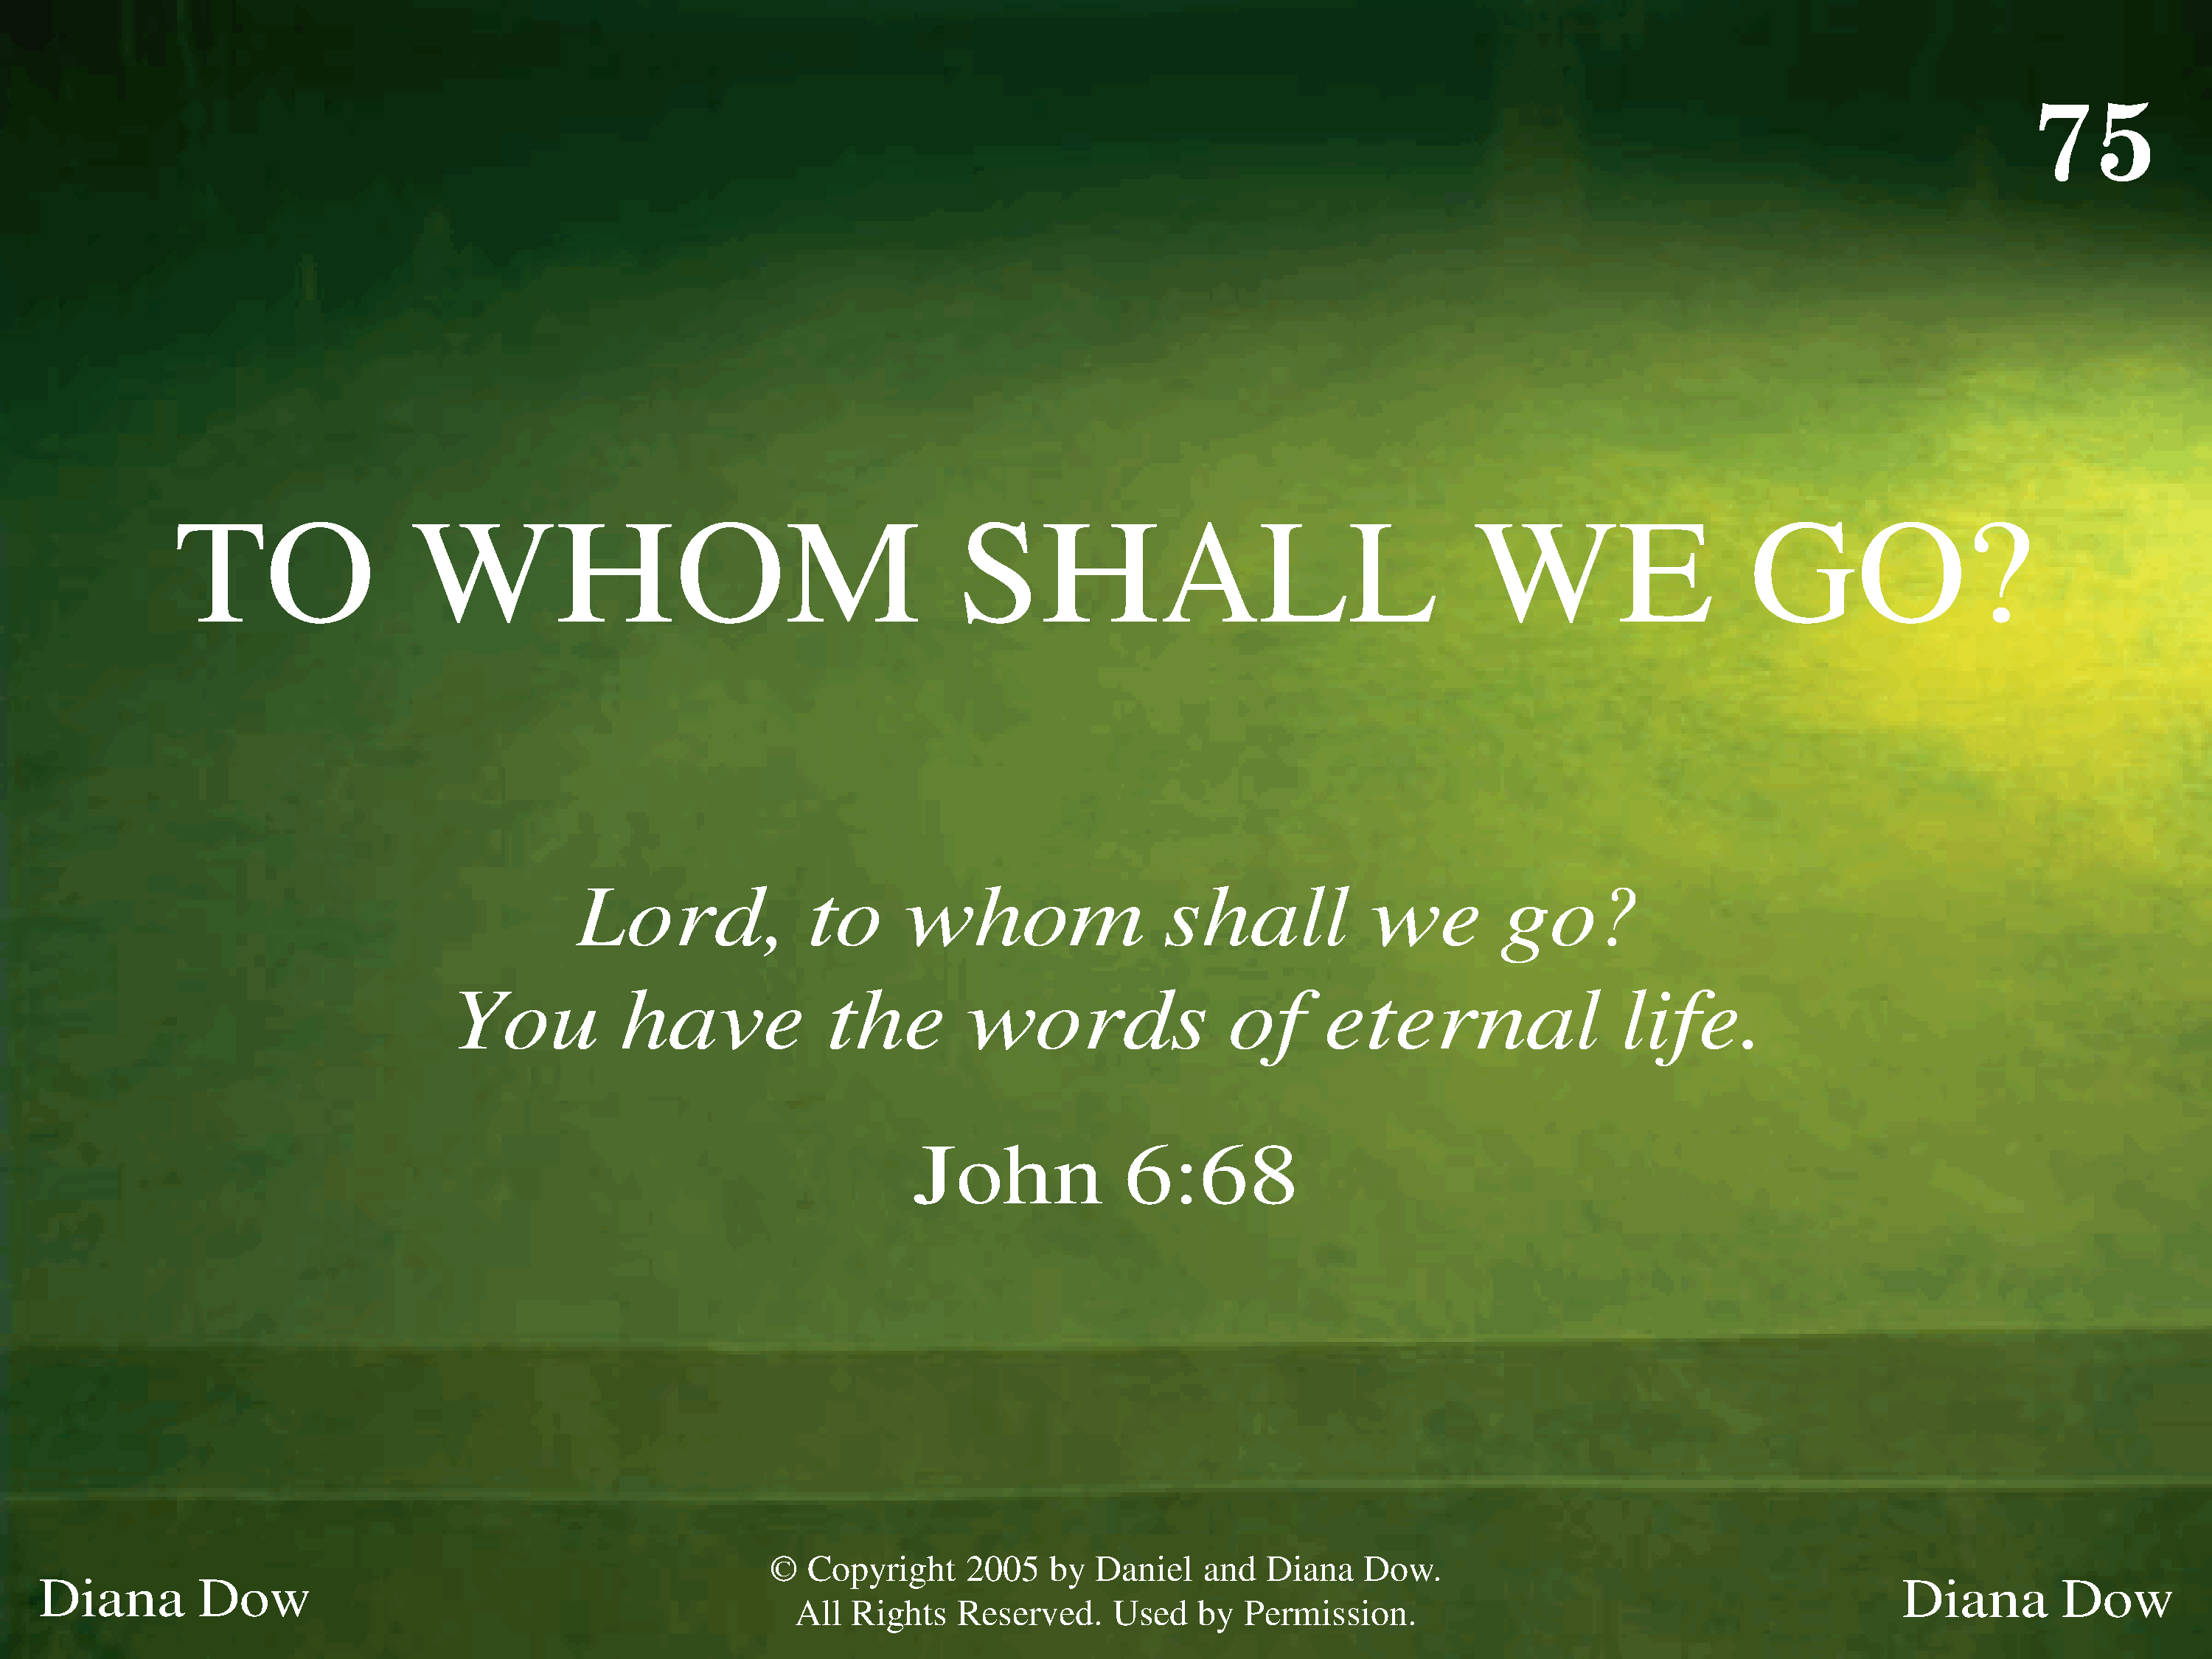 75
TO WHOM SHALL WE GO?
Lord, to whom shall we go?
You have the words of eternal life.
John 6:68
© Copyright 2005 by Daniel and Diana Dow.
All Rights Reserved. Used by Permission.
Diana Dow
Diana Dow